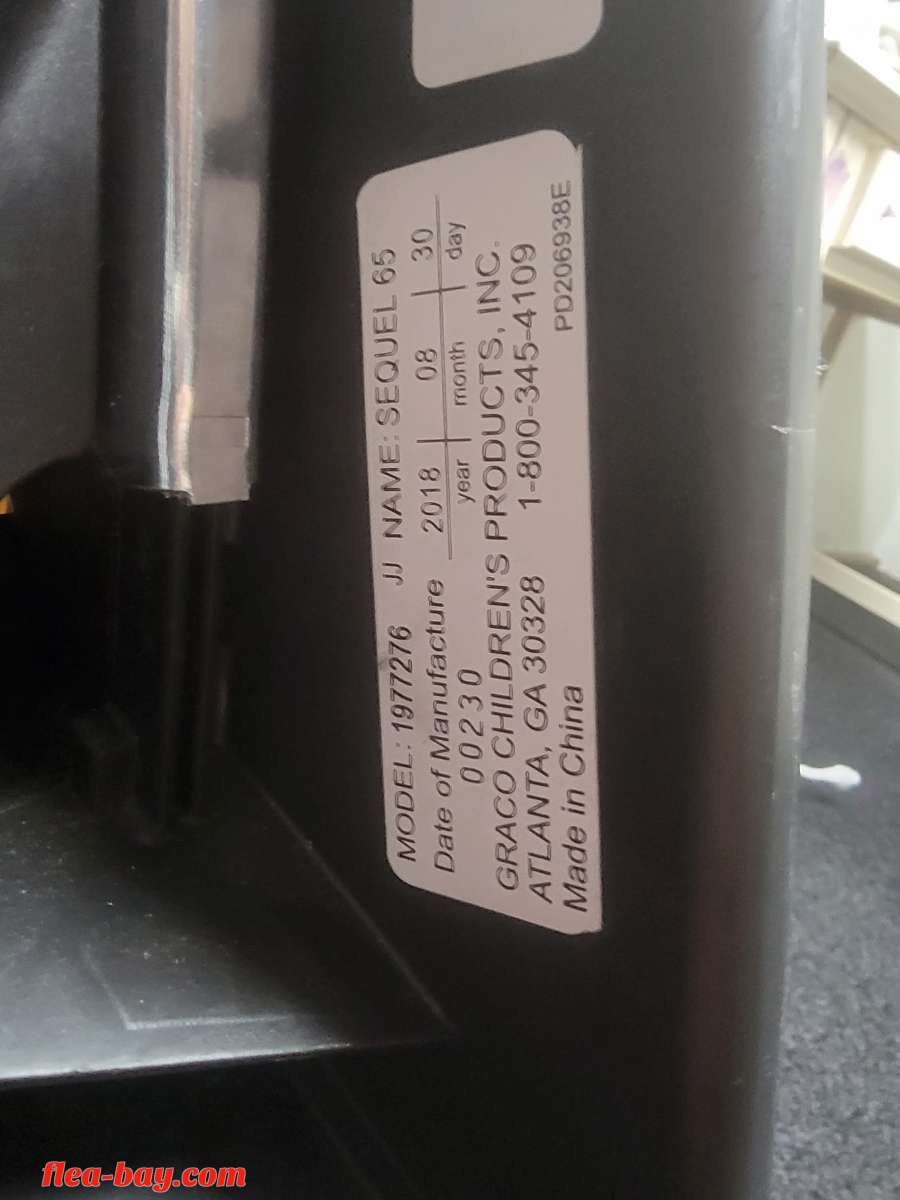 MODEL: 1977276 JJ NAME: SEQUEL 65
Date of Manufacture 2018 | 08 | 30
year | month | day
00230
GRACO CHILDREN'S PRODUCTS, INC.
ATLANTA, GA 30328 1-800-345-4109
Made in China PD206938E
flea-bay.com